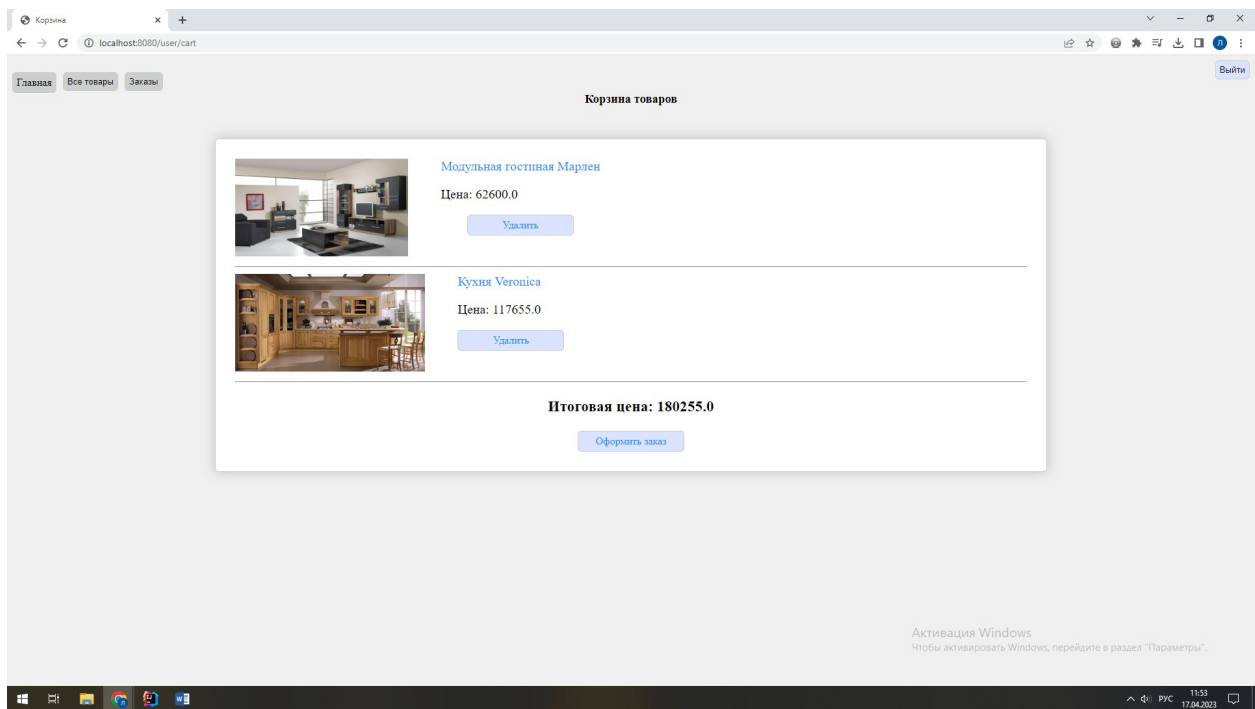 Корзина
localhost:8080/user/cart
Л
Выйти
Главная Все товары Заказы
Корзина товаров
Модульная гостиная Марлен
Цена: 62600.0
Удалить
Кухня Veronica
Цена: 117655.0
Удалить
Итоговая цена: 180255.0
Оформить заказ
Активация Windows
Чтобы активировать Windows, перейдите в раздел "Параметры".
РУС
11:53
17.04.2023